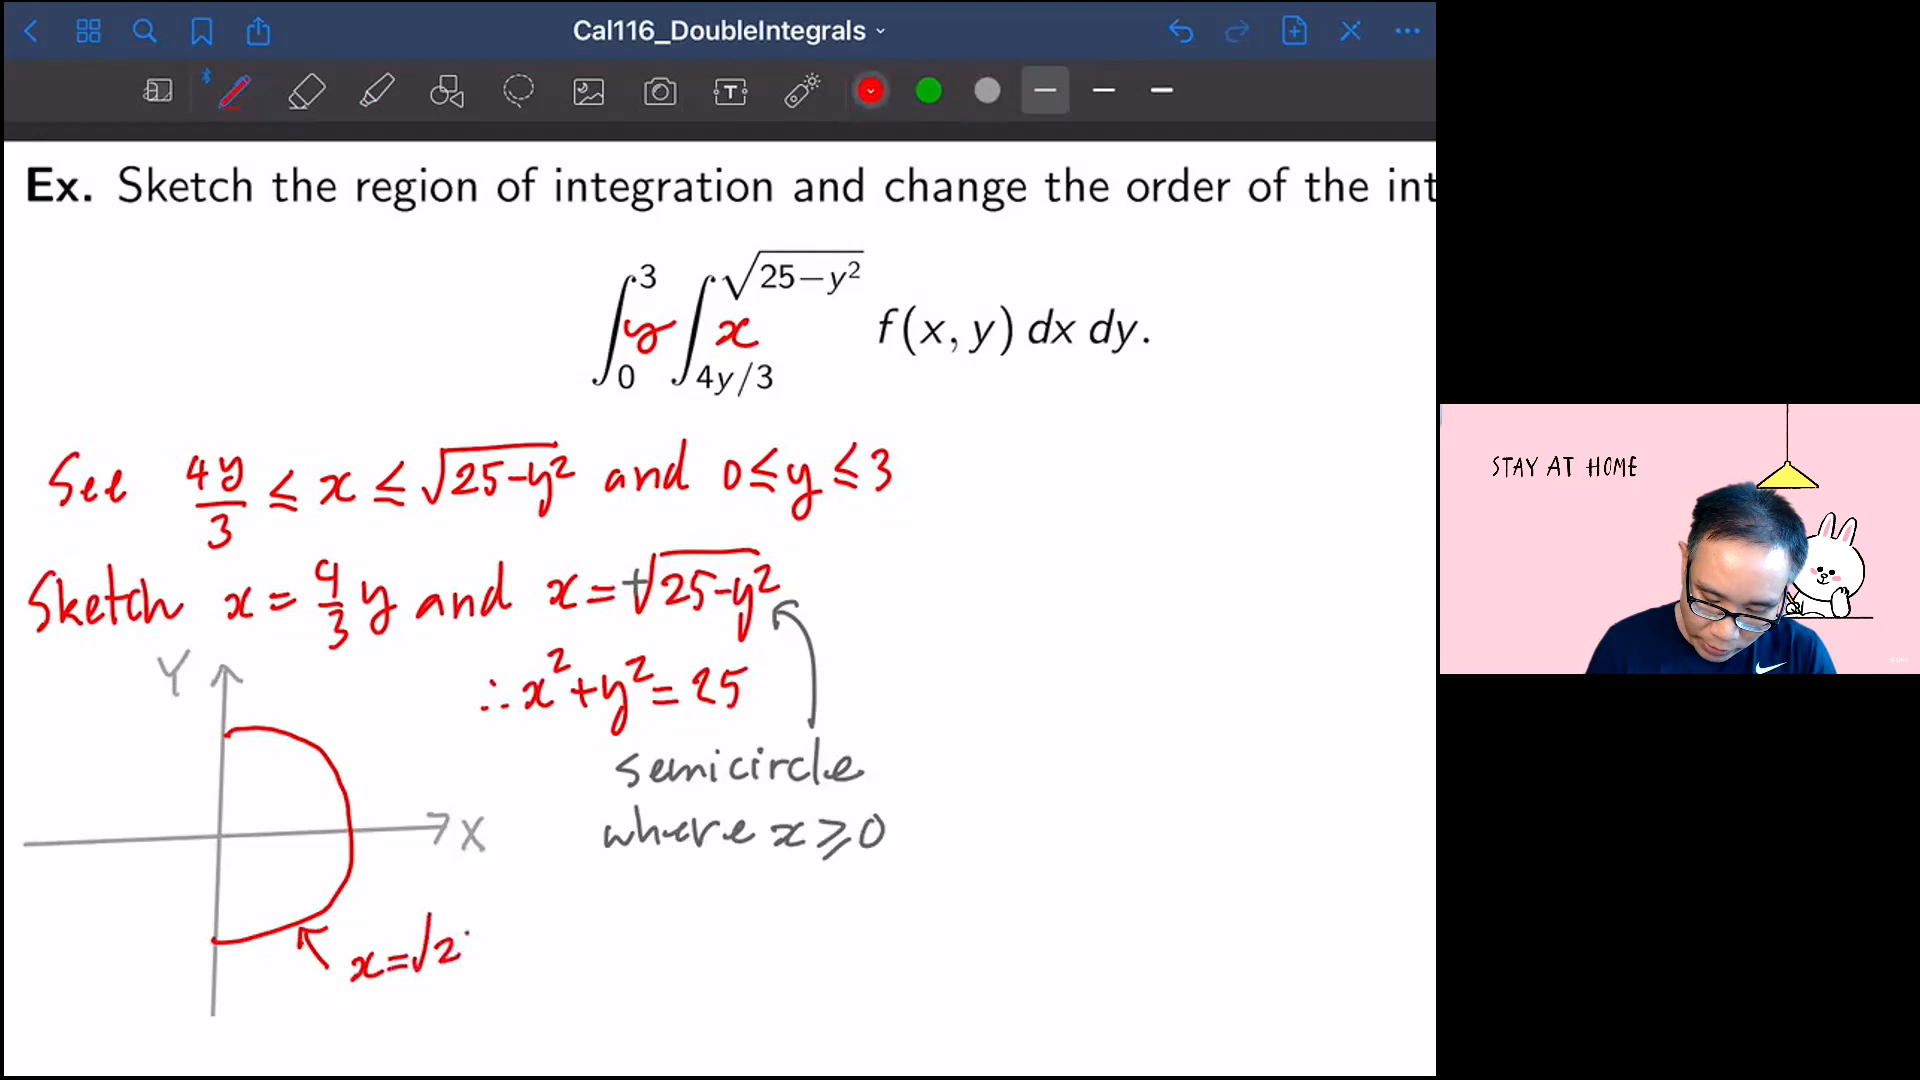 Cal116_DoubleIntegrals
T
Ex. Sketch the region of integration and change the order of the int
∫₀³ y ∫_{4y/3}^{√(25−y²)} x f(x, y) dx dy.
See 4y/3 ≤ x ≤ √(25-y²) and 0 ≤ y ≤ 3
Sketch x = 4/3 y and x = +√(25-y²)
∴ x² + y² = 25
semicircle
where x ⩾ 0
Y
X
x = √2
STAY AT HOME